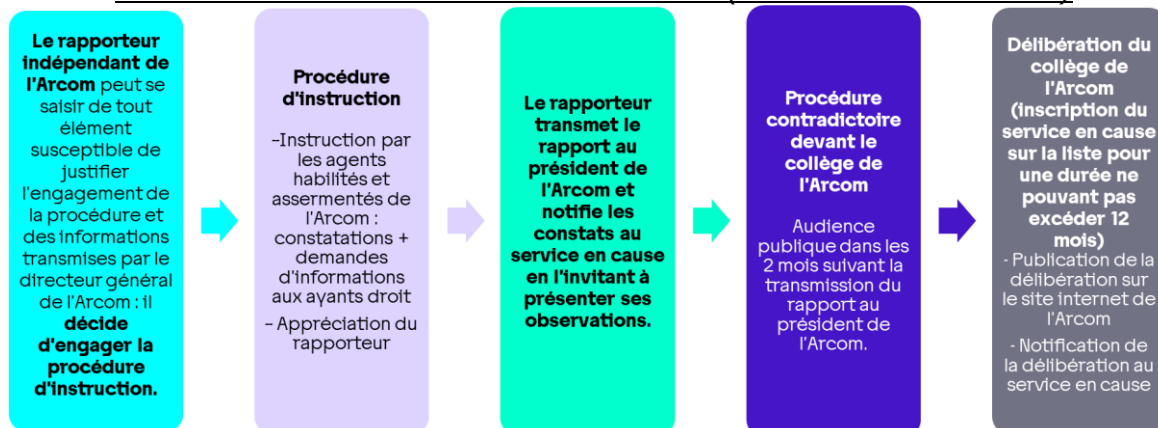 Le rapporteur
indépendant de
l'Arcom peut se
saisir de tout
élément
susceptible de
justifier
l'engagement de
la procédure et
des informations
transmises par le
directeur général
de l'Arcom : il
décide
d'engager la
procédure
d'instruction.
Procédure
d'instruction
-Instruction par
les agents
habilités et
assermentés de
l'Arcom :
constatations +
demandes
d'informations
aux ayants droit
- Appréciation du
rapporteur
Le rapporteur
transmet le
rapport au
président de
l'Arcom et
notifie les
constats au
service en cause
en l'invitant à
présenter ses
observations.
Procédure
contradictoire
devant le
collège de
l'Arcom
Audience
publique dans les
2 mois suivant la
transmission du
rapport au
président de
l'Arcom.
Délibération du
collège de
l'Arcom
(inscription du
service en cause
sur la liste pour
une durée ne
pouvant pas
excéder 12
mois)
- Publication de la
délibération sur
le site internet de
l'Arcom
- Notification de
la délibération au
service en cause